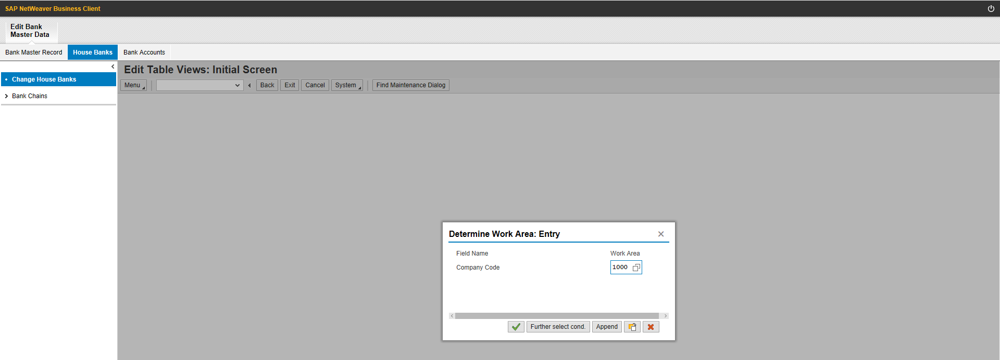 SAP NetWeaver Business Client
Edit Bank
Master Data
Bank Master Record House Banks Bank Accounts
Change House Banks
Bank Chains
Edit Table Views: Initial Screen
Menu Back Exit Cancel System Find Maintenance Dialog
Determine Work Area: Entry
Field Name Work Area
Company Code 1000
Further select cond. Append